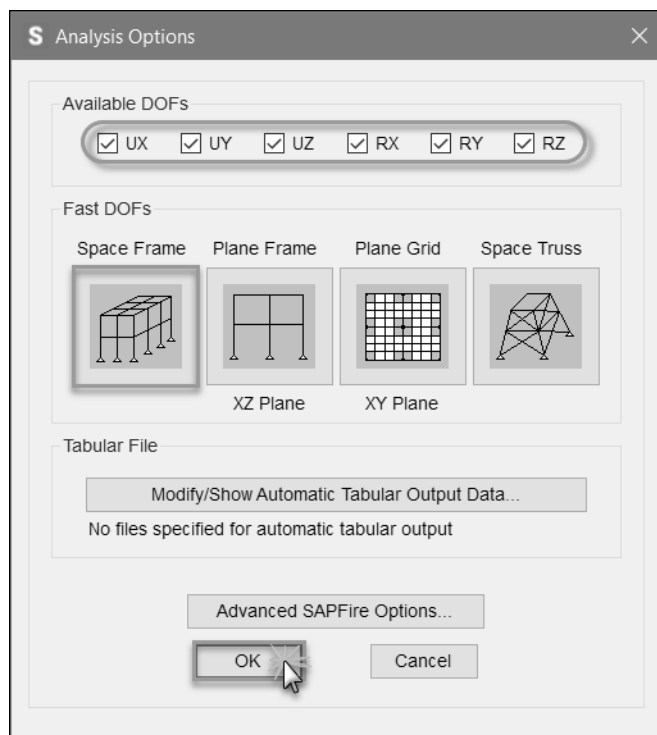 S Analysis Options
Available DOFs
UX UY UZ RX RY RZ
Fast DOFs
Space Frame Plane Frame Plane Grid Space Truss
XZ Plane XY Plane
Tabular File
Modify/Show Automatic Tabular Output Data...
No files specified for automatic tabular output
Advanced SAPFire Options...
OK Cancel